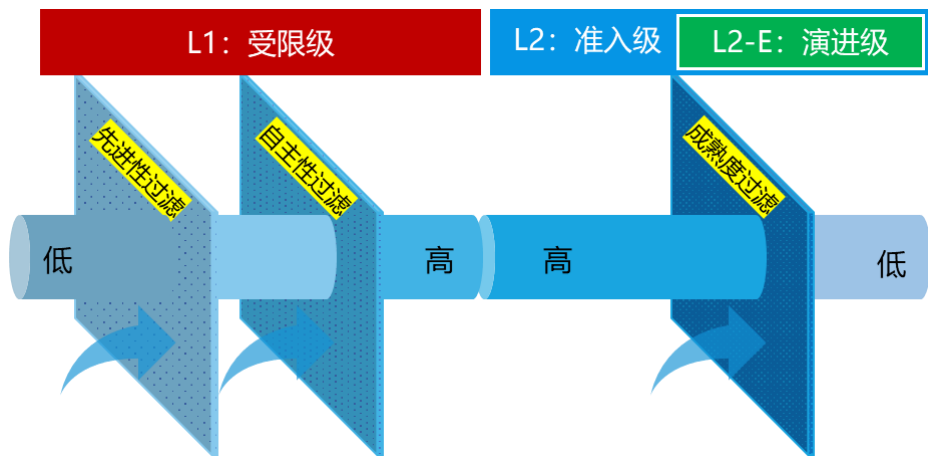 L1：受限级
L2：准入级
L2-E：演进级
先进性过滤
自主性过滤
成熟度过滤
低
高
高
低